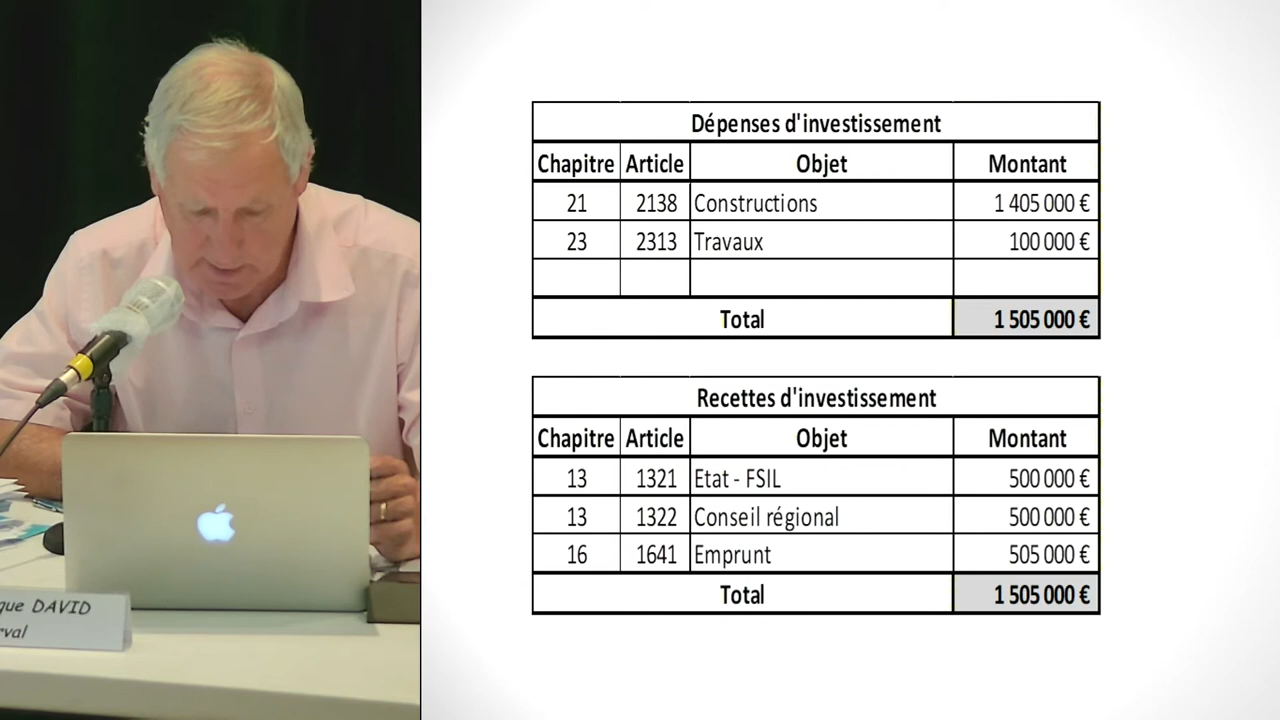 Dépenses d'investissement
Chapitre Article Objet Montant
21 2138 Constructions 1 405 000 €
23 2313 Travaux 100 000 €
Total 1 505 000 €
Recettes d'investissement
Chapitre Article Objet Montant
13 1321 Etat - FSIL 500 000 €
13 1322 Conseil régional 500 000 €
16 1641 Emprunt 505 000 €
Total 1 505 000 €
que DAVID
rval